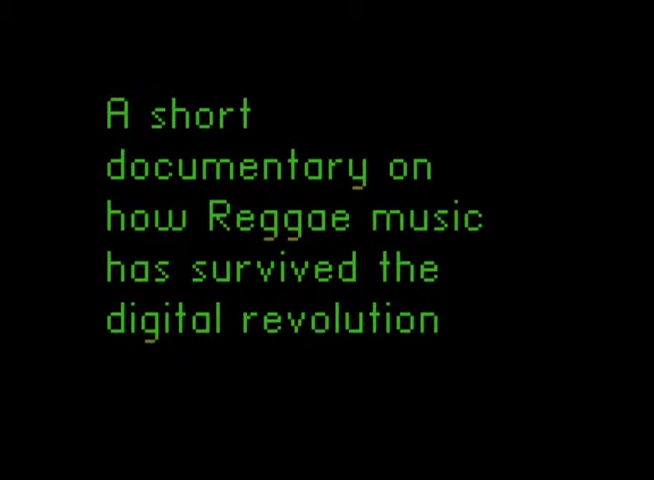 A short
documentary on
how Reggae music
has survived the
digital revolution